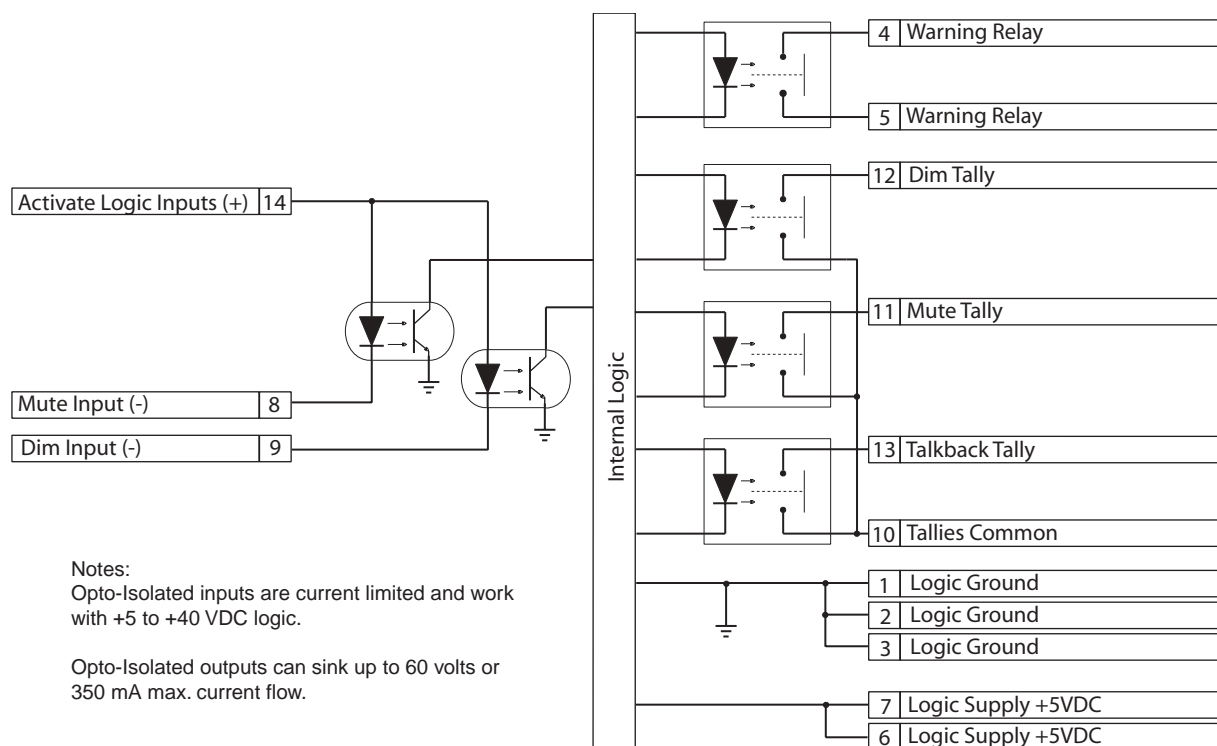 4 Warning Relay
5 Warning Relay
12 Dim Tally
Activate Logic Inputs (+) 14
11 Mute Tally
Mute Input (-) 8
Dim Input (-) 9
Internal Logic
13 Talkback Tally
10 Tallies Common
Notes:
Opto-Isolated inputs are current limited and work
with +5 to +40 VDC logic.
Opto-Isolated outputs can sink up to 60 volts or
350 mA max. current flow.
1 Logic Ground
2 Logic Ground
3 Logic Ground
7 Logic Supply +5VDC
6 Logic Supply +5VDC